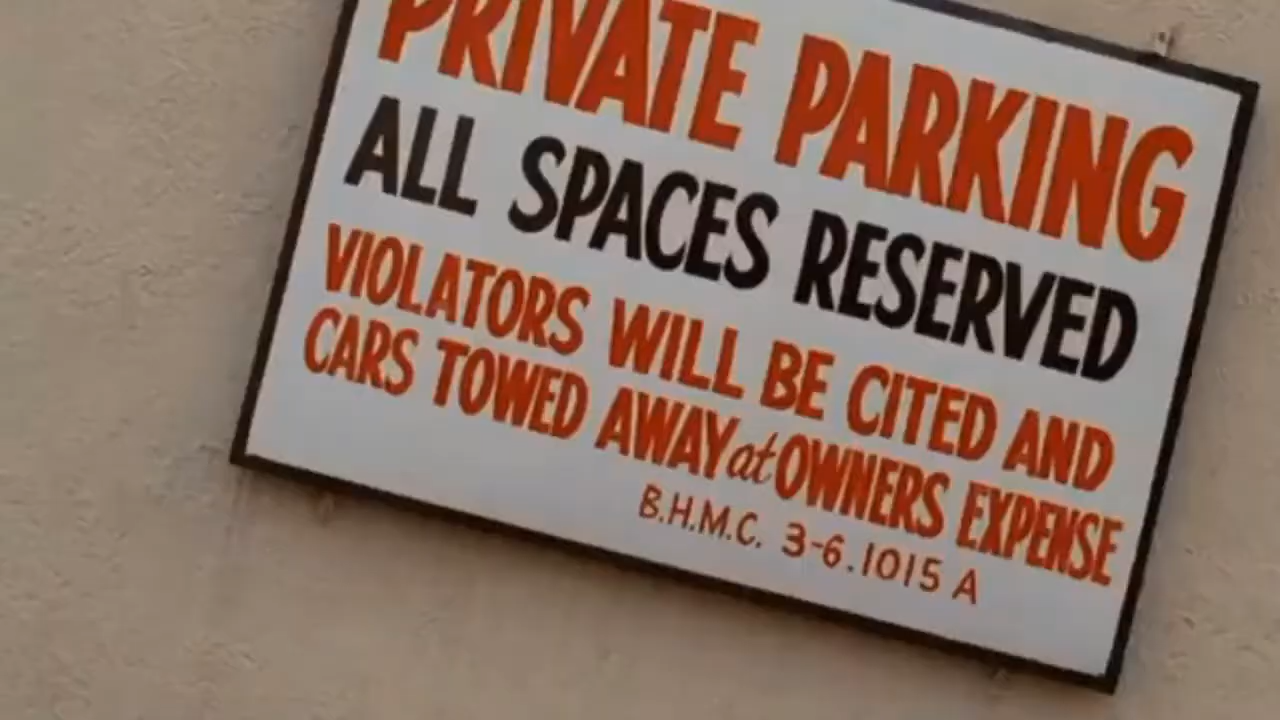 PRIVATE PARKING
ALL SPACES RESERVED
VIOLATORS WILL BE CITED AND
CARS TOWED AWAY at OWNERS EXPENSE
B.H.M.C. 3-6.1015 A